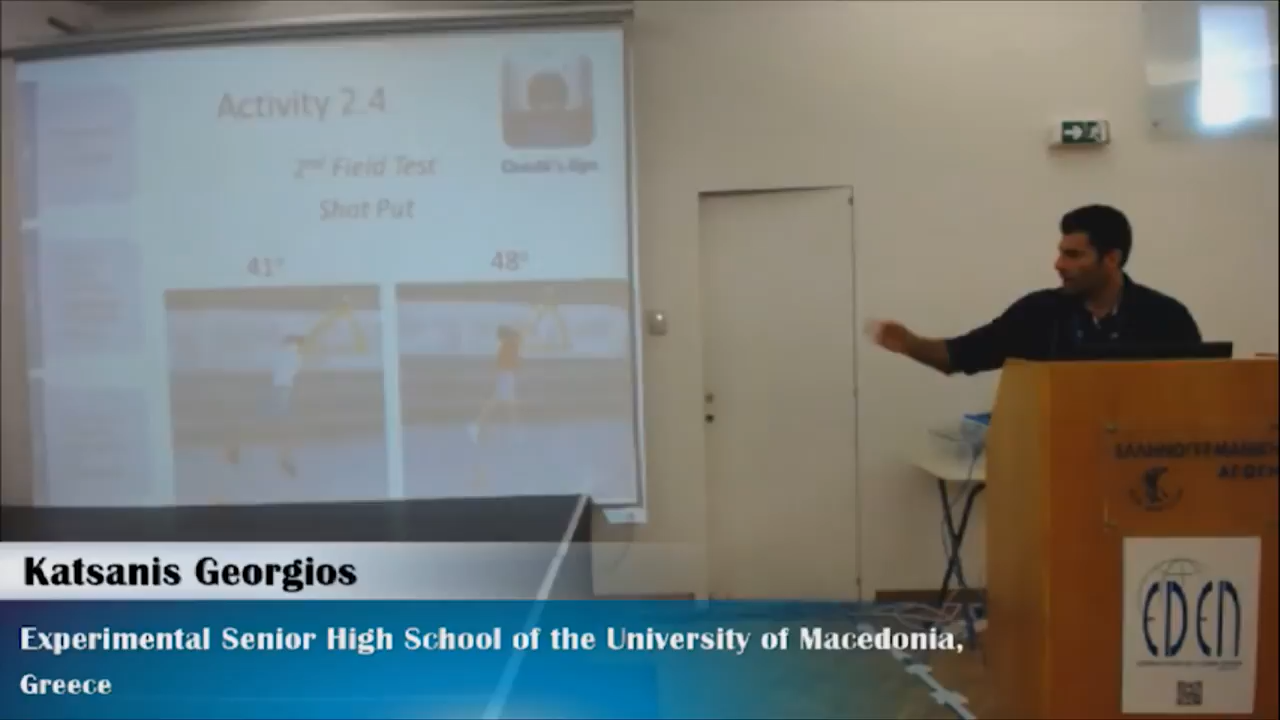 Activity 2.4
2nd Field Test
Shot Put
41°
48°
Katsanis Georgios
Experimental Senior High School of the University of Macedonia,
Greece
EDEN